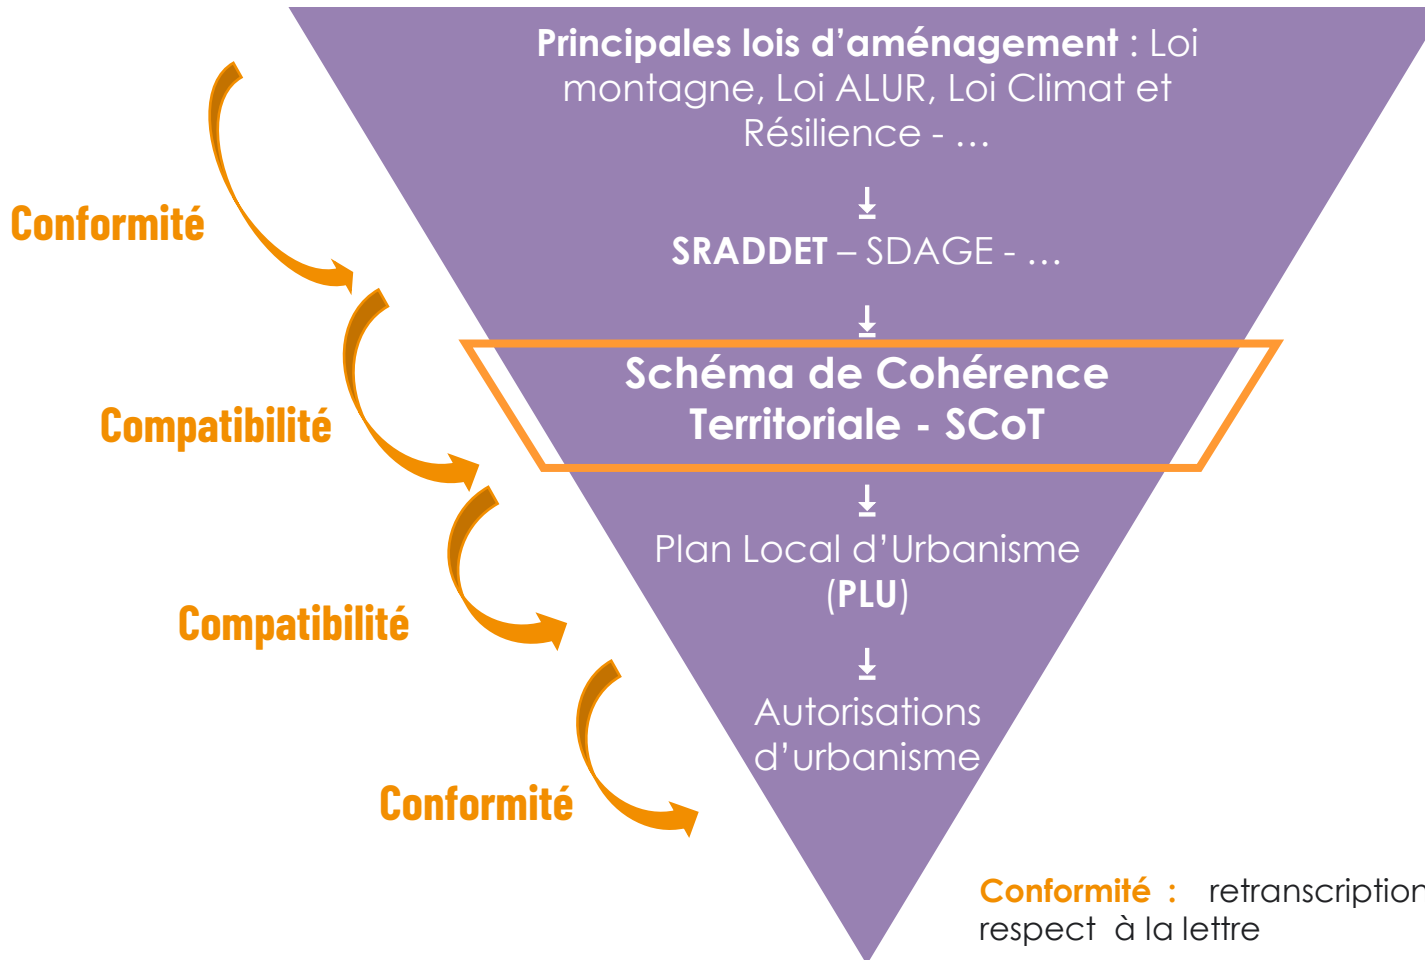 Principales lois d’aménagement : Loi
montagne, Loi ALUR, Loi Climat et
Résilience - …
Conformité
SRADDET – SDAGE - …
Compatibilité
Schéma de Cohérence
Territoriale - SCoT
Compatibilité
Plan Local d’Urbanisme
(PLU)
Conformité
Autorisations
d’urbanisme
Conformité : retranscription
respect à la lettre